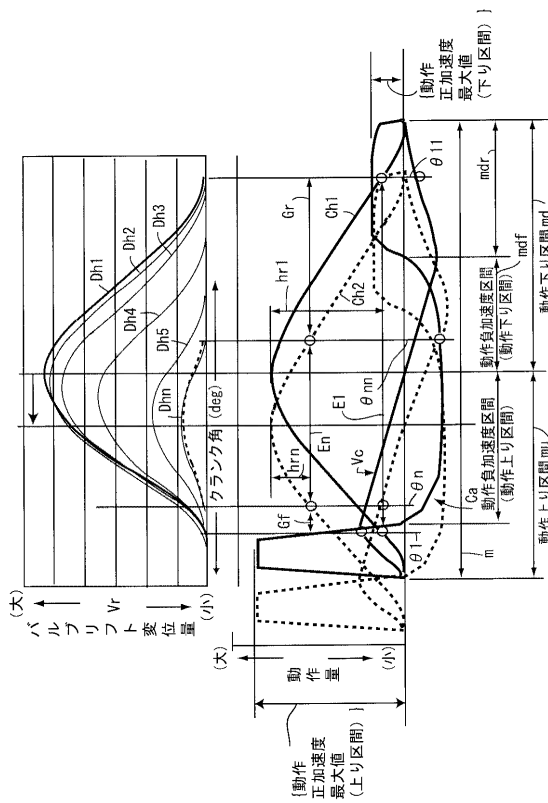 (大)
バルブリフト変位量
Vr
(小)
Dh1
Dh2
Dh3
Dh4
Dh5
Dhn
クランク角(deg)
(大)
動作量
(小)
{動作
正加速度
最大値
(上り区間) }
{動作
正加速度
最大値
(下り区間) }
Gf
hrn
En
hr1
Gr
Ch1
Ch2
Vc
E1
θ1
θn
θnn
θ11
Ca
動作負加速度区間
(動作上り区間)
動作負加速度区間
(動作下り区間)
mdf
mdr
m
動作上り区間mu
動作下り区間md